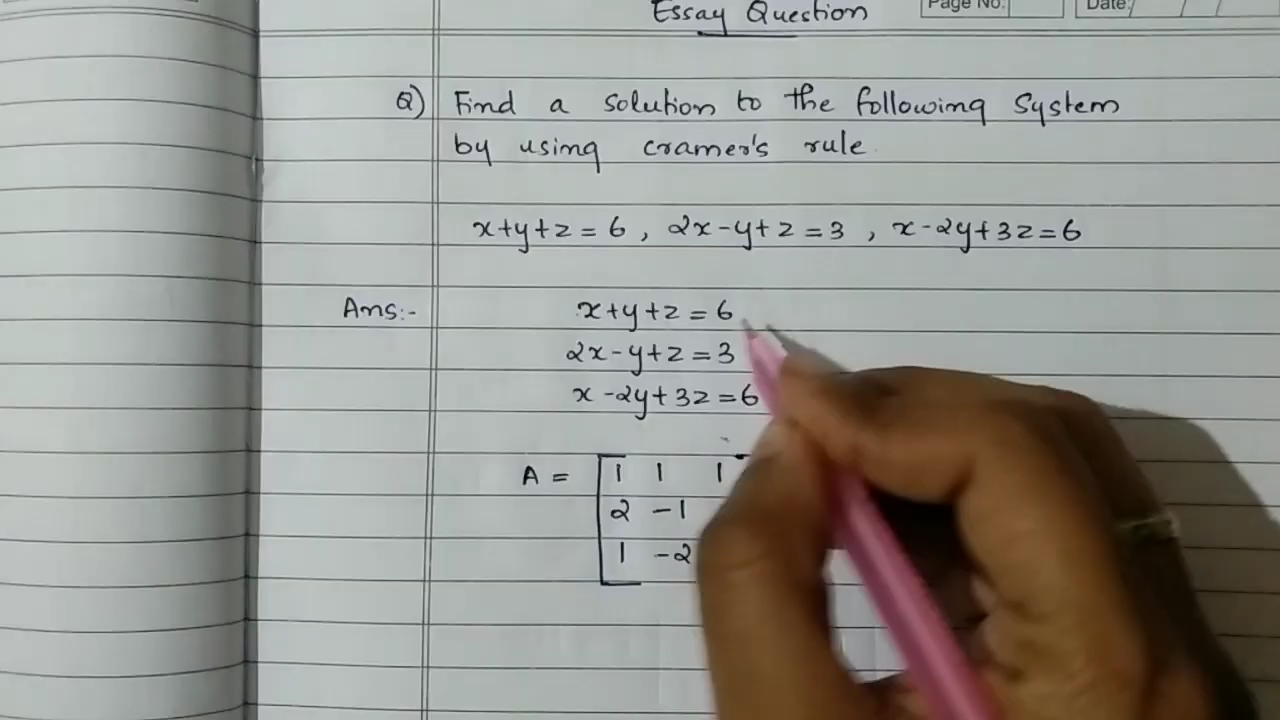 Essay Question
Page No.
Date:
Q) Find a solution to the following system
by using cramer's rule.
x+y+z=6, 2x-y+z=3, x-2y+3z=6
Ans:- x+y+z=6
2x-y+z=3
x-2y+3z=6
A = [1 1 1
2 -1
1 -2